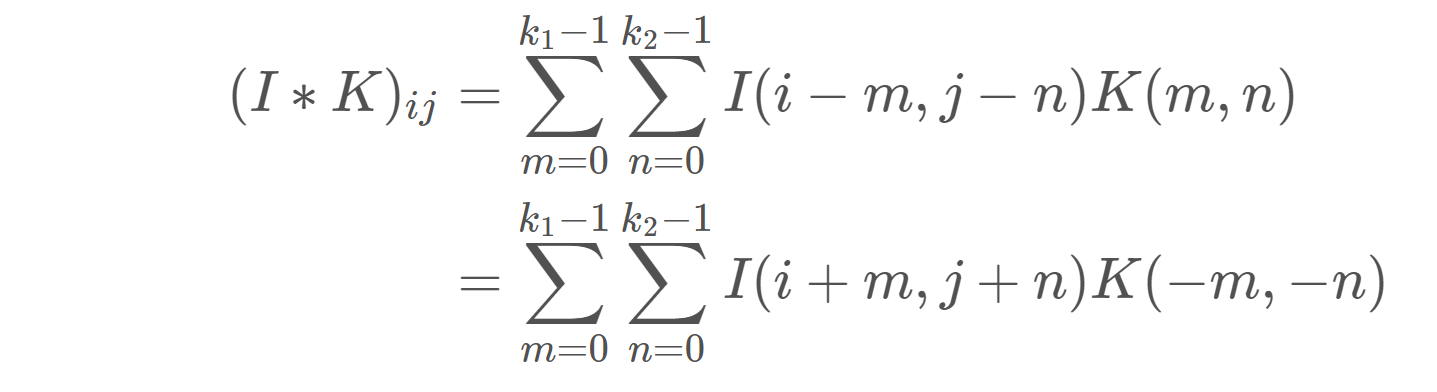 (I ∗ K)_{ij} = \sum_{m=0}^{k_1-1} \sum_{n=0}^{k_2-1} I(i − m, j − n)K(m, n)
= \sum_{m=0}^{k_1-1} \sum_{n=0}^{k_2-1} I(i + m, j + n)K(−m, −n)